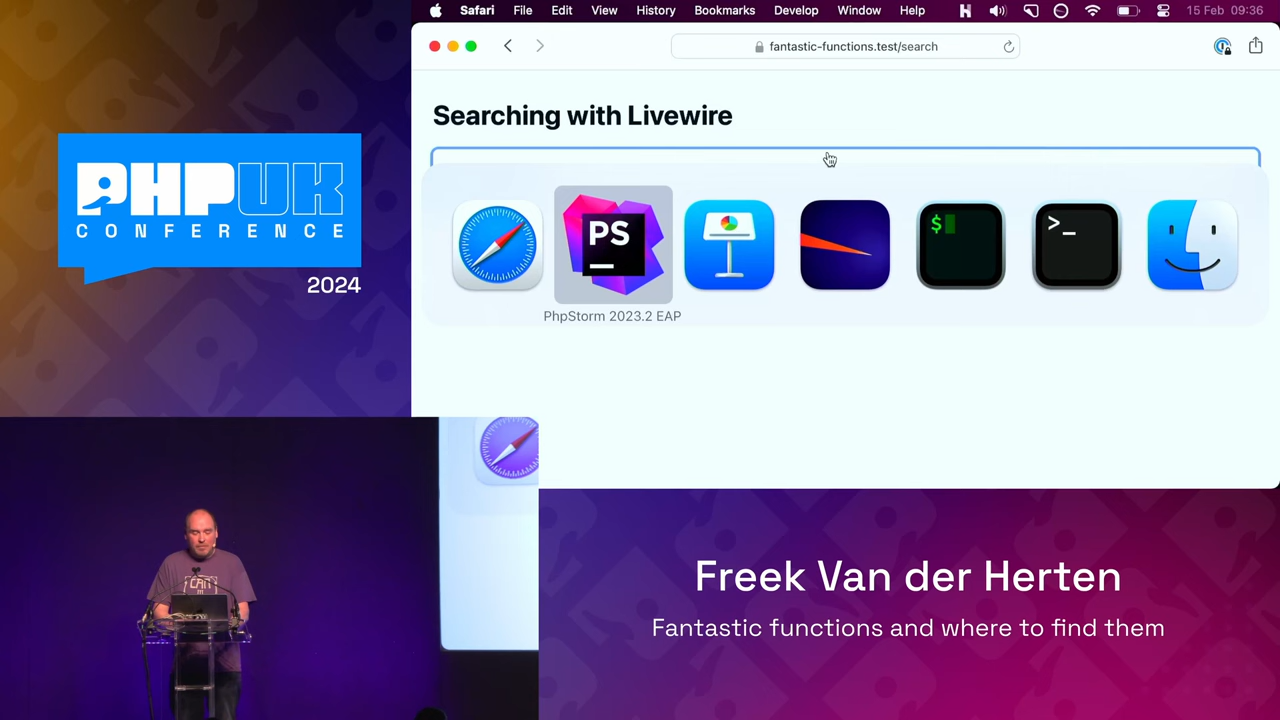 Safari File Edit View History Bookmarks Develop Window Help 15 Feb 09:36
fantastic-functions.test/search
Searching with Livewire
PS
$
>_
PhpStorm 2023.2 EAP
PHPUK
CONFERENCE
2024
CAN
Freek Van der Herten
Fantastic functions and where to find them